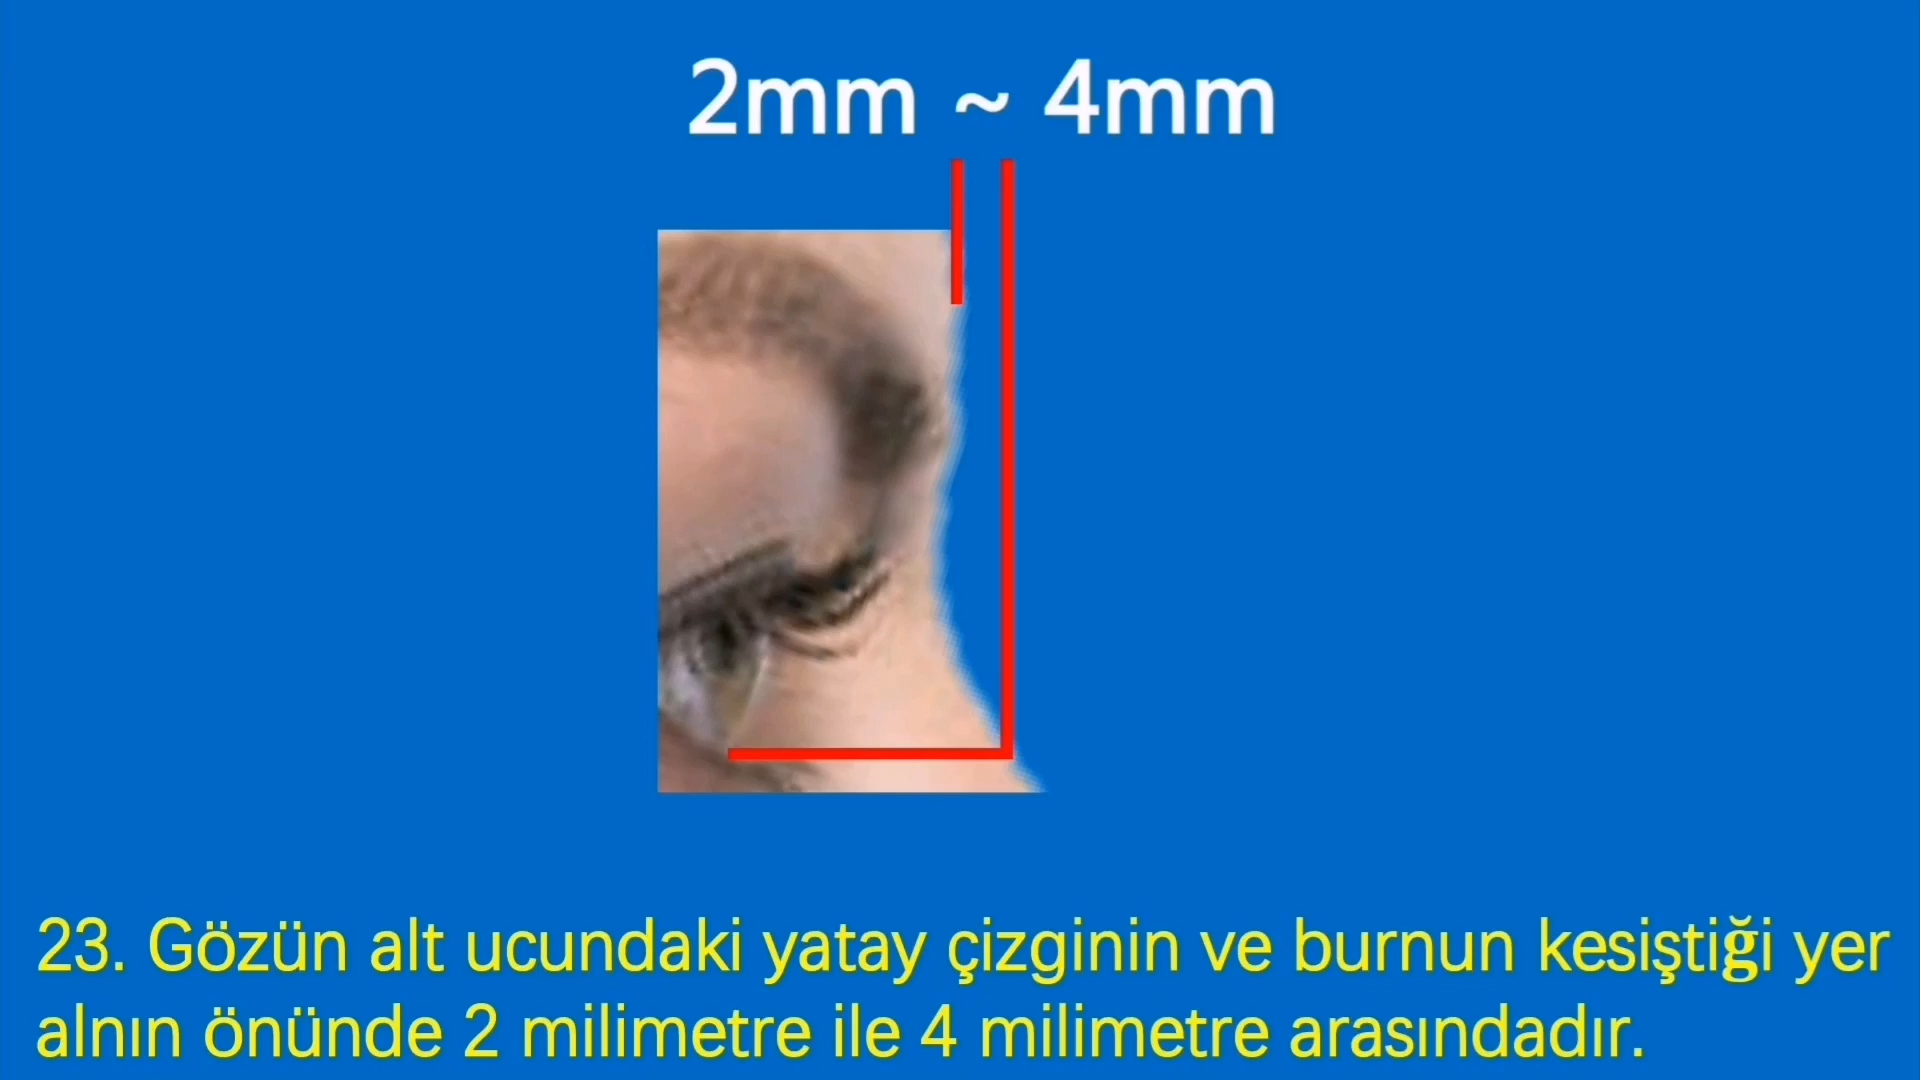 2mm ~ 4mm
23. Gözün alt ucundaki yatay çizginin ve burnun kesiştiği yer
alnın önünde 2 milimetre ile 4 milimetre arasındadır.